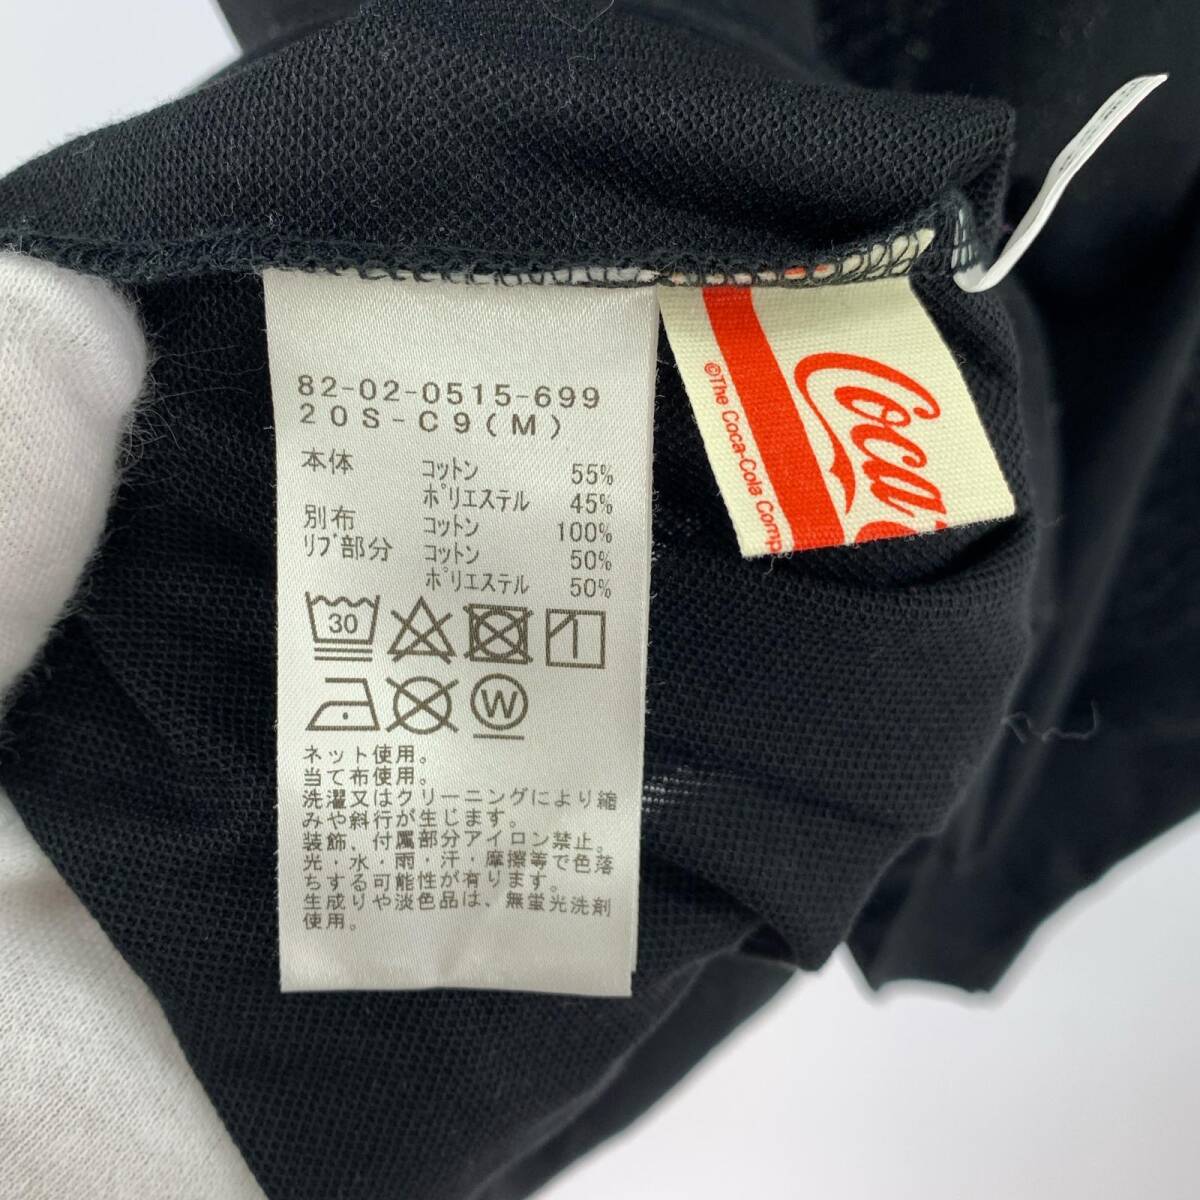 82-02-0515-699
20S-C9(M)
本体 コットン 55%
ポリエステル 45%
別布 コットン 100%
リブ部分 コットン 50%
ポリエステル 50%
30
W
ネット使用。
当て布使用。
洗濯又はクリーニングにより縮
みや斜行が生じます。
装飾、付属部分アイロン禁止。
光・水・雨・汗・摩擦等で色落
ちする可能性が有ります。
生成りや淡色品は、無蛍光洗剤
使用。
Coca
©The Coca-Cola Comp